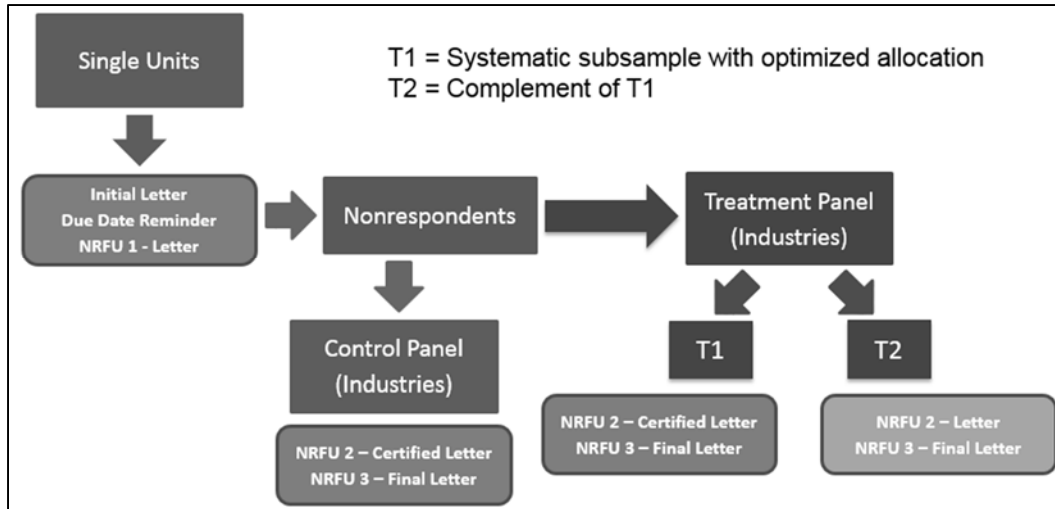 Single Units
T1 = Systematic subsample with optimized allocation
T2 = Complement of T1
Initial Letter
Due Date Reminder
NRFU 1 - Letter
Nonrespondents
Treatment Panel
(Industries)
Control Panel
(Industries)
T1
T2
NRFU 2 – Certified Letter
NRFU 3 – Final Letter
NRFU 2 – Certified Letter
NRFU 3 – Final Letter
NRFU 2 – Letter
NRFU 3 – Final Letter